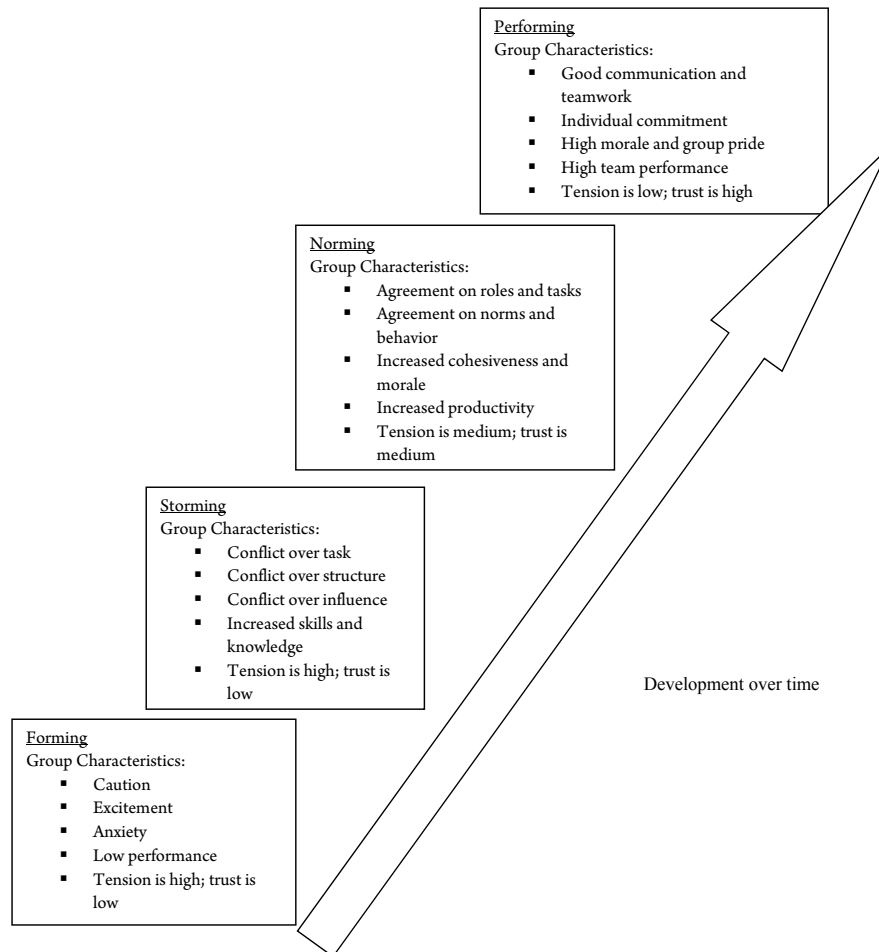 Performing
Group Characteristics:
▪ Good communication and
teamwork
▪ Individual commitment
▪ High morale and group pride
▪ High team performance
▪ Tension is low; trust is high
Norming
Group Characteristics:
▪ Agreement on roles and tasks
▪ Agreement on norms and
behavior
▪ Increased cohesiveness and
morale
▪ Increased productivity
▪ Tension is medium; trust is
medium
Storming
Group Characteristics:
▪ Conflict over task
▪ Conflict over structure
▪ Conflict over influence
▪ Increased skills and
knowledge
▪ Tension is high; trust is
low
Development over time
Forming
Group Characteristics:
▪ Caution
▪ Excitement
▪ Anxiety
▪ Low performance
▪ Tension is high; trust is
low